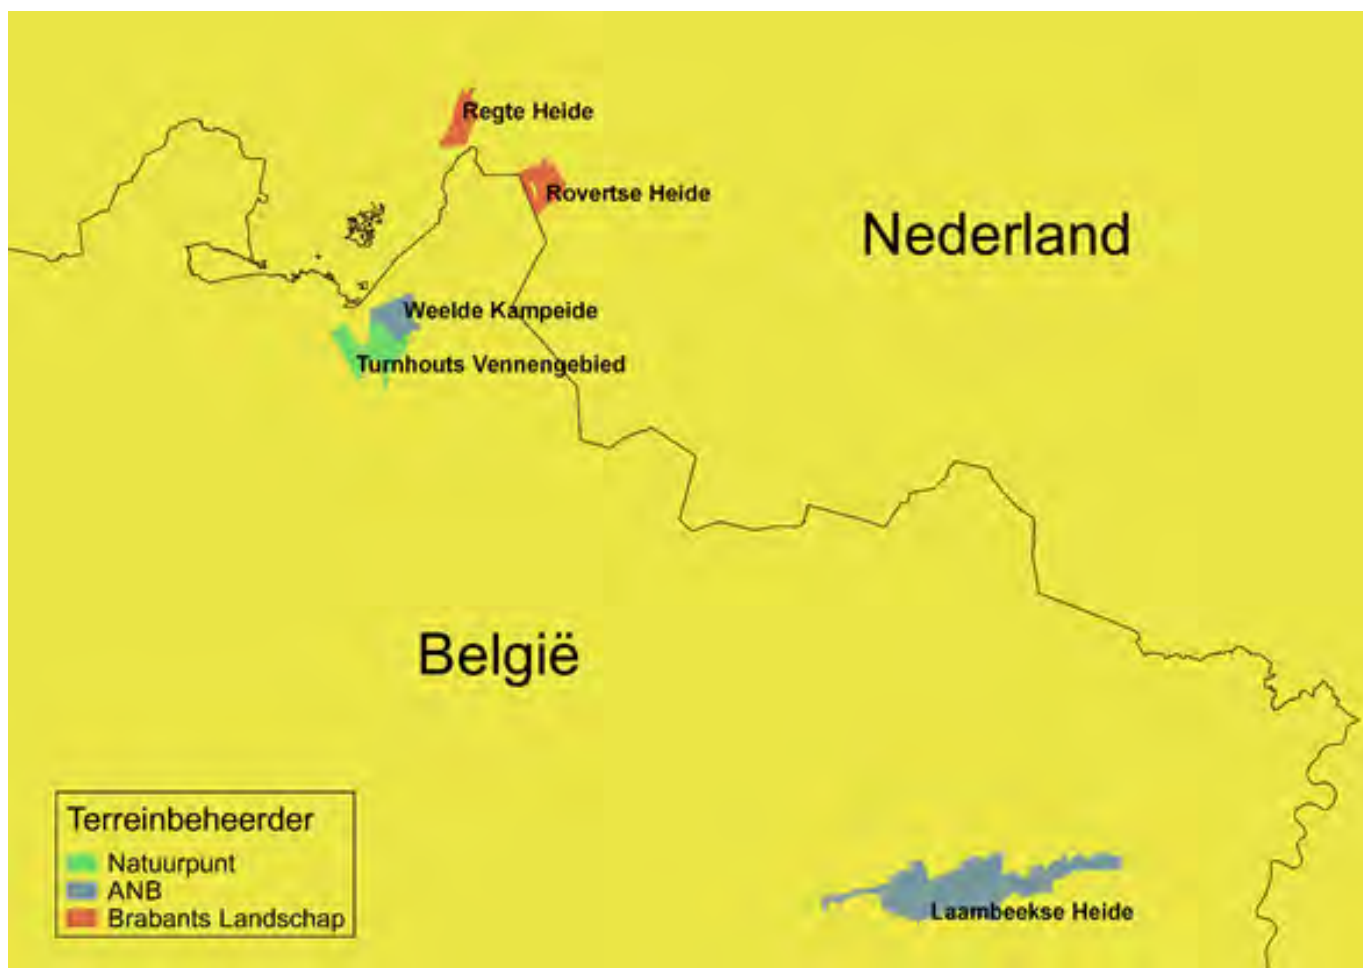 Regte Heide
Rovertse Heide
Nederland
Weelde Kampeide
Turnhouts Vennengebied
België
Terreinbeheerder
Natuurpunt
ANB
Brabants Landschap
Laambeekse Heide